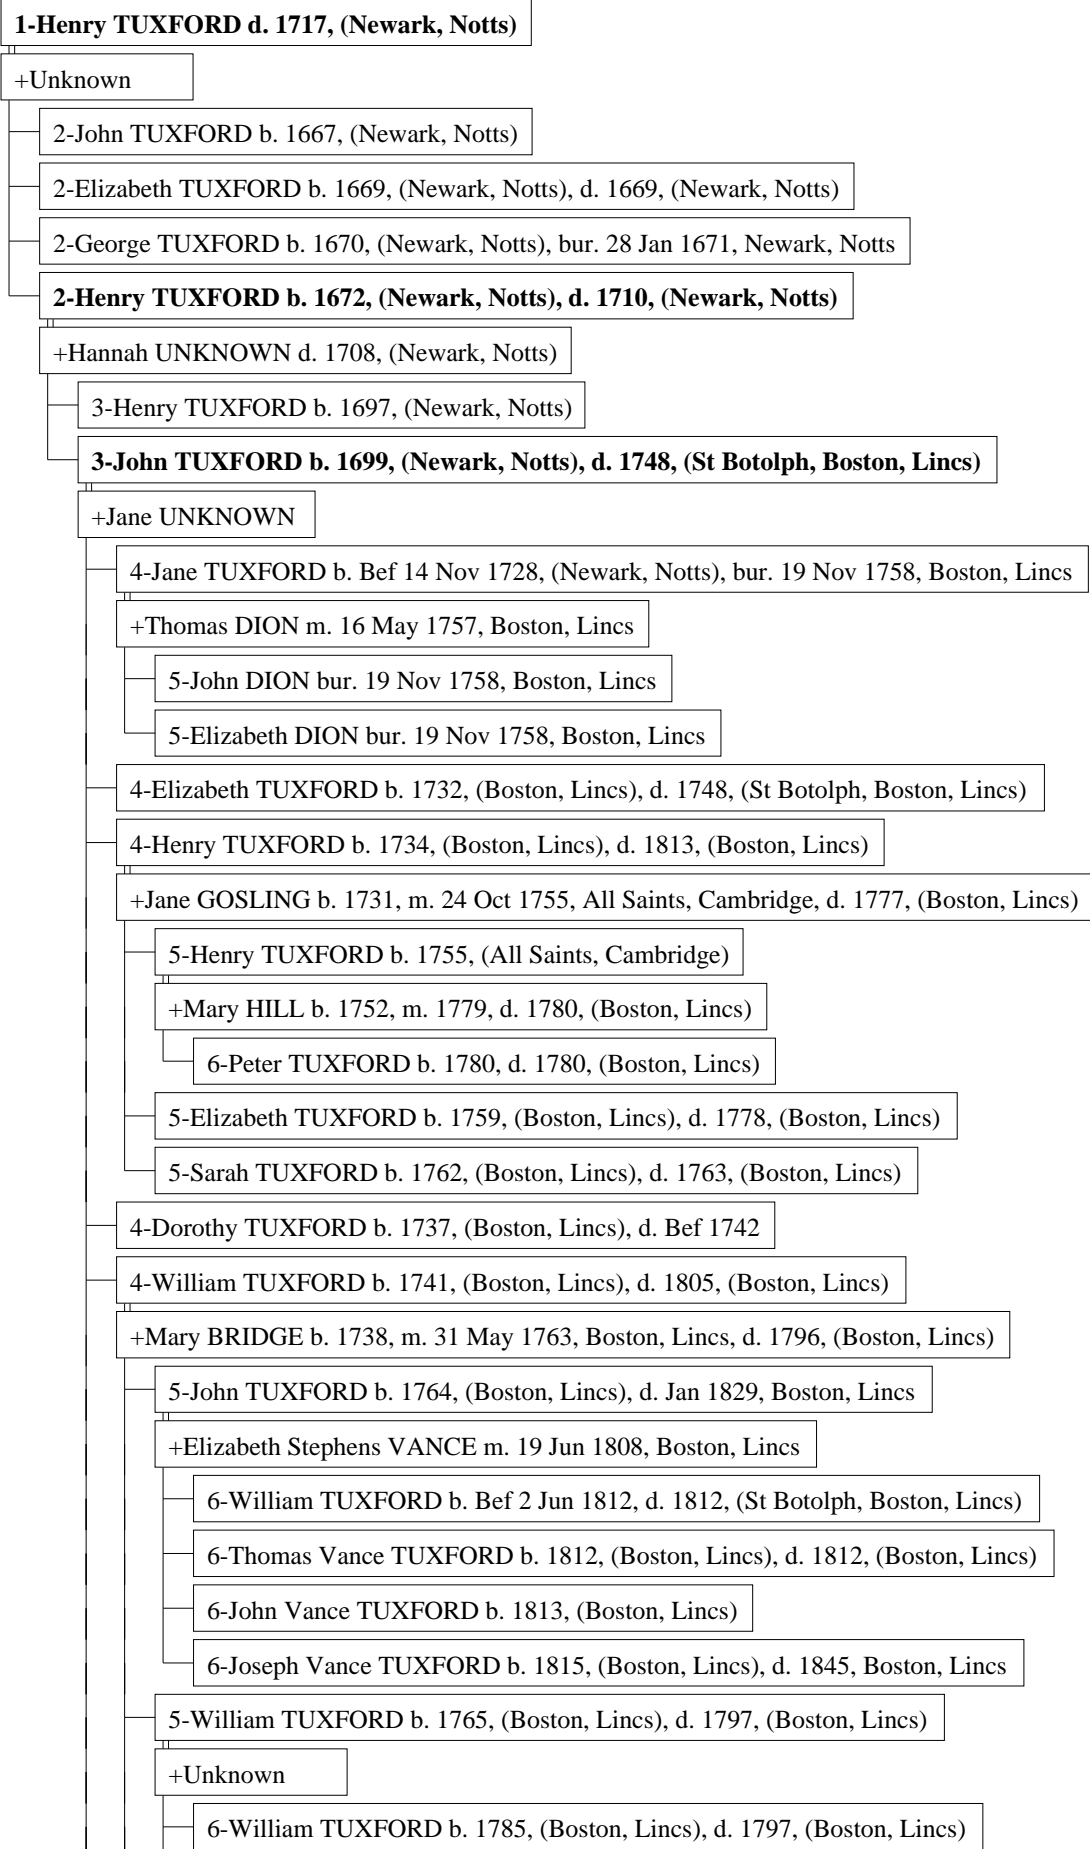 1-Henry TUXFORD d. 1717, (Newark, Notts)
+Unknown
2-John TUXFORD b. 1667, (Newark, Notts)
2-Elizabeth TUXFORD b. 1669, (Newark, Notts), d. 1669, (Newark, Notts)
2-George TUXFORD b. 1670, (Newark, Notts), bur. 28 Jan 1671, Newark, Notts
2-Henry TUXFORD b. 1672, (Newark, Notts), d. 1710, (Newark, Notts)
+Hannah UNKNOWN d. 1708, (Newark, Notts)
3-Henry TUXFORD b. 1697, (Newark, Notts)
3-John TUXFORD b. 1699, (Newark, Notts), d. 1748, (St Botolph, Boston, Lincs)
+Jane UNKNOWN
4-Jane TUXFORD b. Bef 14 Nov 1728, (Newark, Notts), bur. 19 Nov 1758, Boston, Lincs
+Thomas DION m. 16 May 1757, Boston, Lincs
5-John DION bur. 19 Nov 1758, Boston, Lincs
5-Elizabeth DION bur. 19 Nov 1758, Boston, Lincs
4-Elizabeth TUXFORD b. 1732, (Boston, Lincs), d. 1748, (St Botolph, Boston, Lincs)
4-Henry TUXFORD b. 1734, (Boston, Lincs), d. 1813, (Boston, Lincs)
+Jane GOSLING b. 1731, m. 24 Oct 1755, All Saints, Cambridge, d. 1777, (Boston, Lincs)
5-Henry TUXFORD b. 1755, (All Saints, Cambridge)
+Mary HILL b. 1752, m. 1779, d. 1780, (Boston, Lincs)
6-Peter TUXFORD b. 1780, d. 1780, (Boston, Lincs)
5-Elizabeth TUXFORD b. 1759, (Boston, Lincs), d. 1778, (Boston, Lincs)
5-Sarah TUXFORD b. 1762, (Boston, Lincs), d. 1763, (Boston, Lincs)
4-Dorothy TUXFORD b. 1737, (Boston, Lincs), d. Bef 1742
4-William TUXFORD b. 1741, (Boston, Lincs), d. 1805, (Boston, Lincs)
+Mary BRIDGE b. 1738, m. 31 May 1763, Boston, Lincs, d. 1796, (Boston, Lincs)
5-John TUXFORD b. 1764, (Boston, Lincs), d. Jan 1829, Boston, Lincs
+Elizabeth Stephens VANCE m. 19 Jun 1808, Boston, Lincs
6-William TUXFORD b. Bef 2 Jun 1812, d. 1812, (St Botolph, Boston, Lincs)
6-Thomas Vance TUXFORD b. 1812, (Boston, Lincs), d. 1812, (Boston, Lincs)
6-John Vance TUXFORD b. 1813, (Boston, Lincs)
6-Joseph Vance TUXFORD b. 1815, (Boston, Lincs), d. 1845, Boston, Lincs
5-William TUXFORD b. 1765, (Boston, Lincs), d. 1797, (Boston, Lincs)
+Unknown
6-William TUXFORD b. 1785, (Boston, Lincs), d. 1797, (Boston, Lincs)